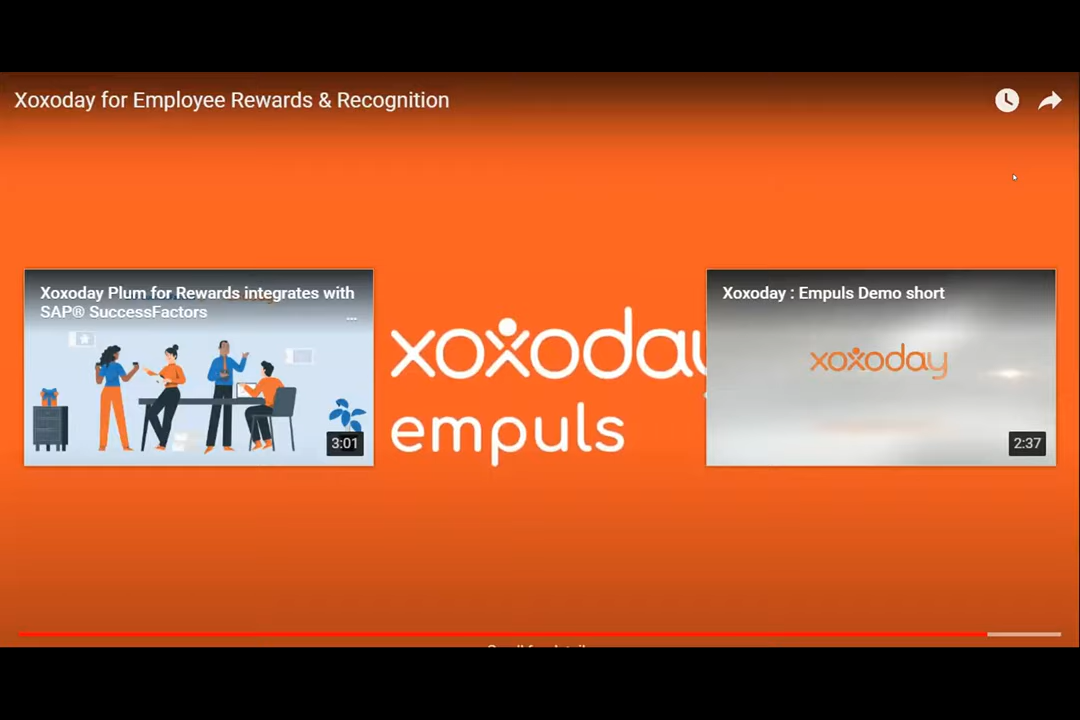 Xoxoday for Employee Rewards & Recognition
Xoxoday Plum for Rewards integrates with
SAP® SuccessFactors
...
3:01
xoxoday
empuls
Xoxoday : Empuls Demo short
xoxoday
2:37